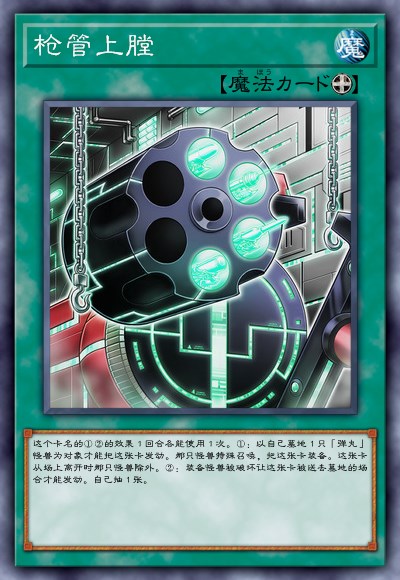 枪管上膛
魔
【魔法カード】
まほう
这个卡名的①②的效果1回合各能使用1次。①:以自己墓地1只「弹丸」
怪兽为对象才能把这张卡发动。那只怪兽特殊召唤,把这张卡装备。这张卡
从场上离开时那只怪兽除外。②:装备怪兽被破坏让这张卡被送去墓地的场
合才能发动。自己抽1张。